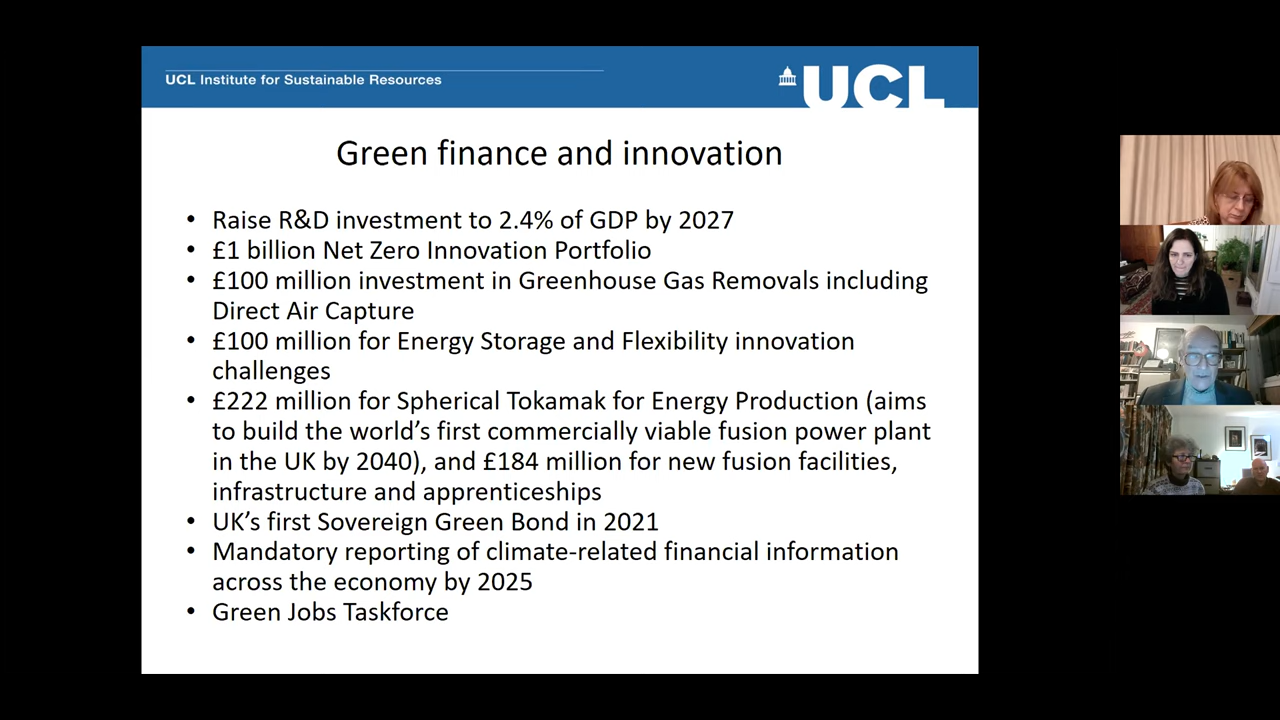 UCL Institute for Sustainable Resources
UCL
Green finance and innovation
• Raise R&D investment to 2.4% of GDP by 2027
• £1 billion Net Zero Innovation Portfolio
• £100 million investment in Greenhouse Gas Removals including
Direct Air Capture
• £100 million for Energy Storage and Flexibility innovation
challenges
• £222 million for Spherical Tokamak for Energy Production (aims
to build the world’s first commercially viable fusion power plant
in the UK by 2040), and £184 million for new fusion facilities,
infrastructure and apprenticeships
• UK’s first Sovereign Green Bond in 2021
• Mandatory reporting of climate-related financial information
across the economy by 2025
• Green Jobs Taskforce